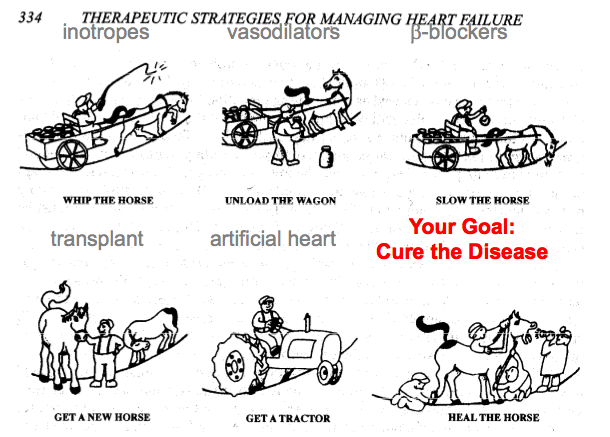 334 THERAPEUTIC STRATEGIES FOR MANAGING HEART FAILURE
inotropes vasodilators β-blockers
WHIP THE HORSE UNLOAD THE WAGON SLOW THE HORSE
transplant artificial heart Your Goal:
Cure the Disease
GET A NEW HORSE GET A TRACTOR HEAL THE HORSE